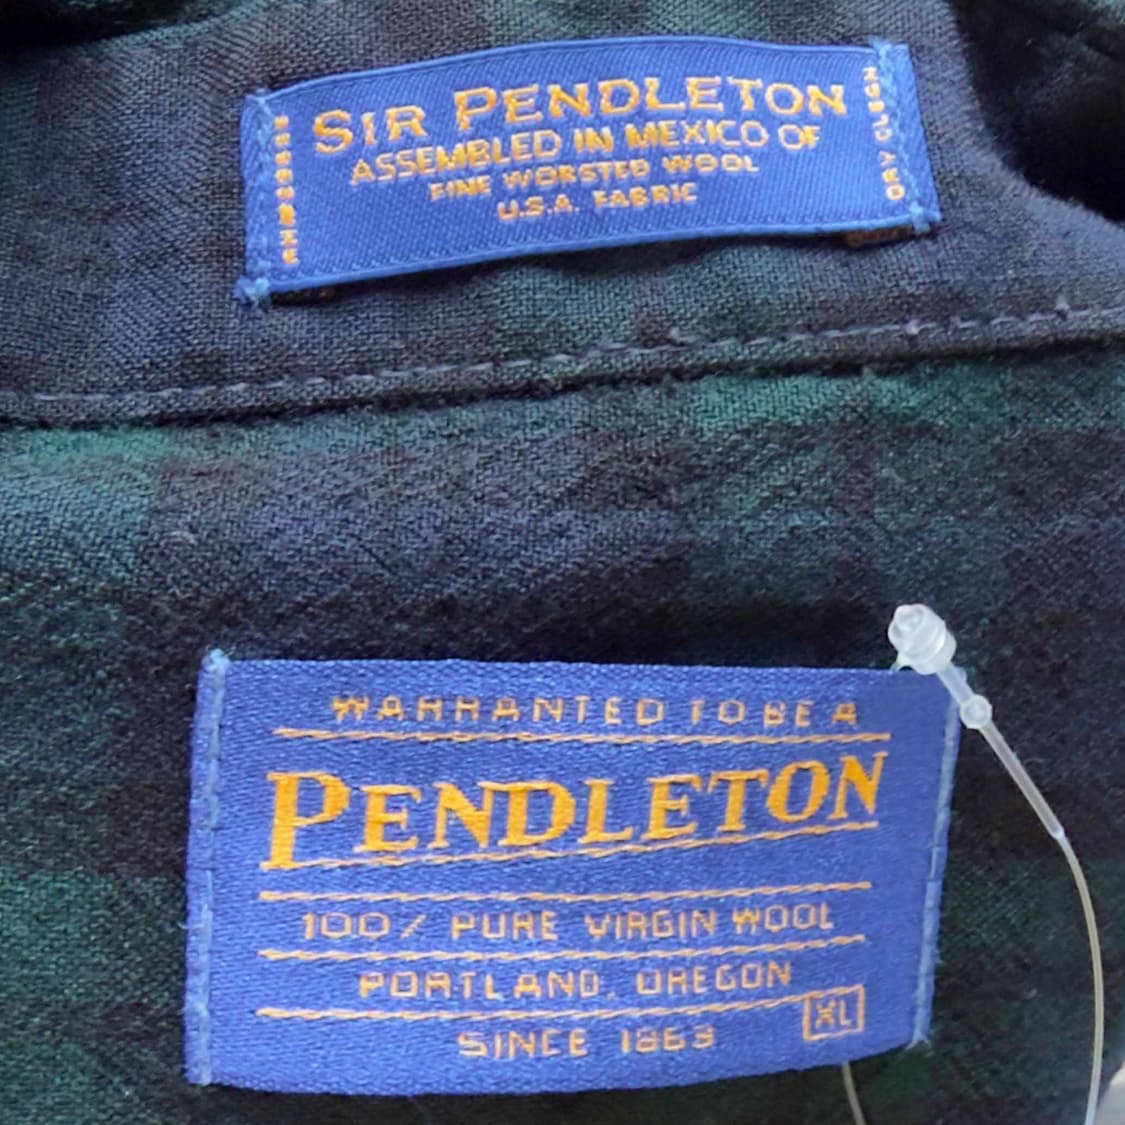 SIR PENDLETON
ASSEMBLED IN MEXICO OF
FINE WORSTED WOOL
U.S.A. FABRIC
DRY CLEAN
WARRANTED TO BE A
PENDLETON
100% PURE VIRGIN WOOL
PORTLAND, OREGON
SINCE 1863
XL